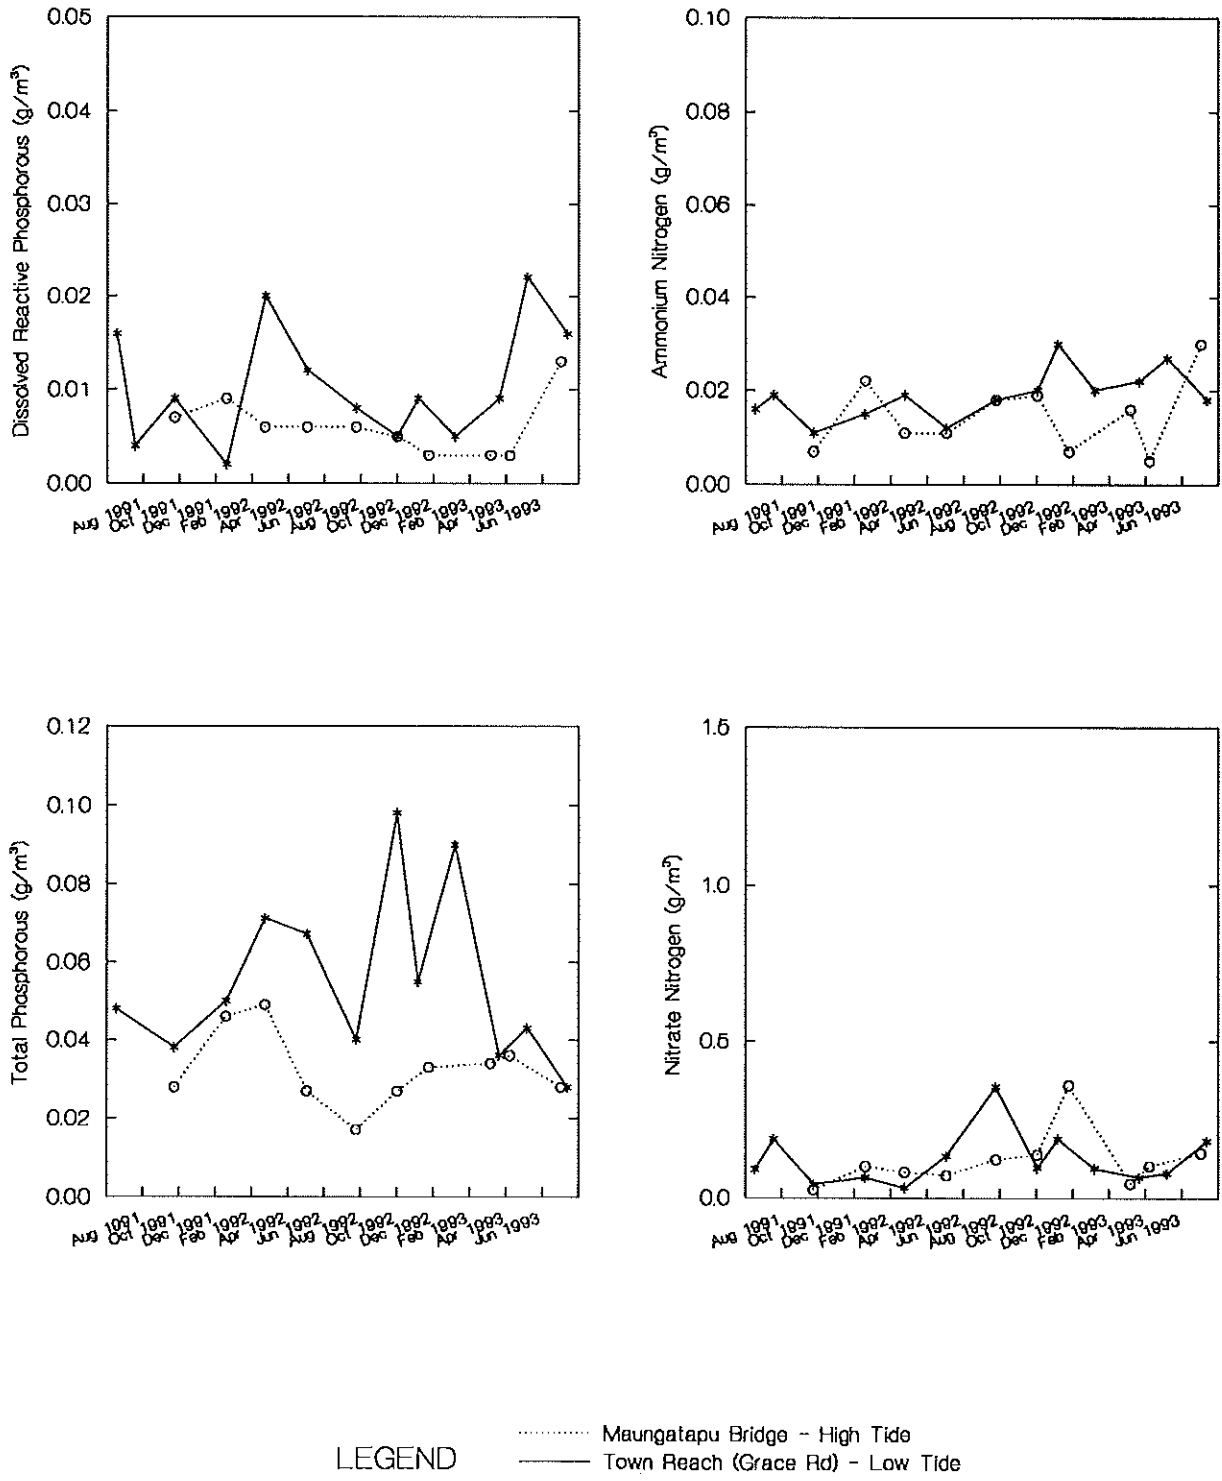 Dissolved Reactive Phosphorous (g/m³)
0.05
0.04
0.03
0.02
0.01
0.00
Aug 1991
Oct 1991
Dec 1991
Feb 1992
Apr 1992
Jun 1992
Aug 1992
Oct 1992
Dec 1992
Feb 1993
Apr 1993
Jun 1993
Ammonium Nitrogen (g/m³)
0.10
0.08
0.06
0.04
0.02
0.00
Aug 1991
Oct 1991
Dec 1991
Feb 1992
Apr 1992
Jun 1992
Aug 1992
Oct 1992
Dec 1992
Feb 1993
Apr 1993
Jun 1993
Total Phosphorous (g/m³)
0.12
0.10
0.08
0.06
0.04
0.02
0.00
Aug 1991
Oct 1991
Dec 1991
Feb 1992
Apr 1992
Jun 1992
Aug 1992
Oct 1992
Dec 1992
Feb 1993
Apr 1993
Jun 1993
Nitrate Nitrogen (g/m³)
1.5
1.0
0.5
0.0
Aug 1991
Oct 1991
Dec 1991
Feb 1992
Apr 1992
Jun 1992
Aug 1992
Oct 1992
Dec 1992
Feb 1993
Apr 1993
Jun 1993
LEGEND
Maungatapu Bridge - High Tide
Town Reach (Grace Rd) - Low Tide